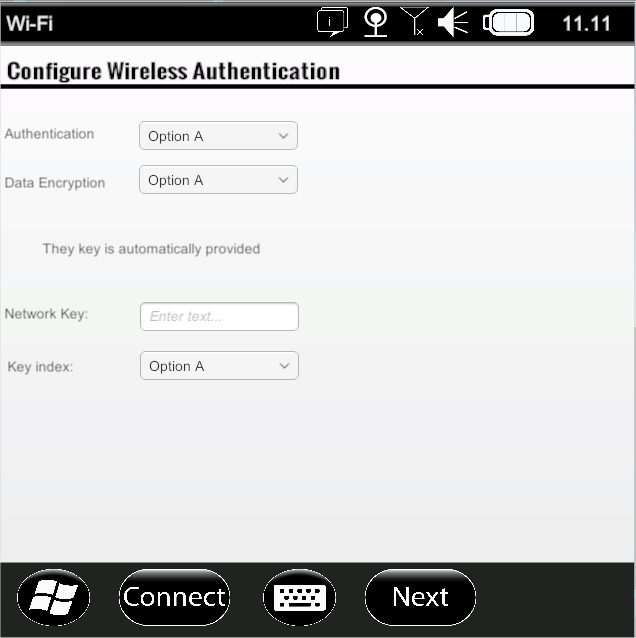 Wi-Fi
11.11
Configure Wireless Authentication
Authentication
Option A
Data Encryption
Option A
They key is automatically provided
Network Key:
Enter text...
Key index:
Option A
Connect
Next